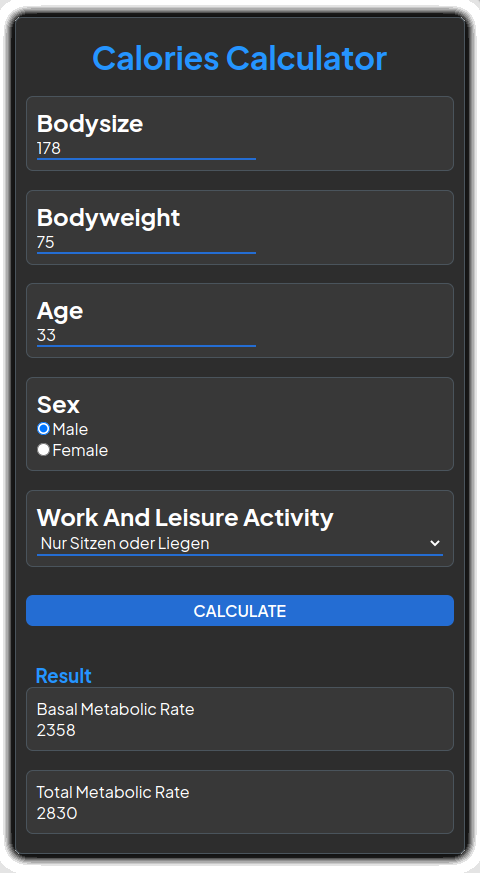 Calories Calculator
Bodysize
178
Bodyweight
75
Age
33
Sex
Male
Female
Work And Leisure Activity
Nur Sitzen oder Liegen
CALCULATE
Result
Basal Metabolic Rate
2358
Total Metabolic Rate
2830